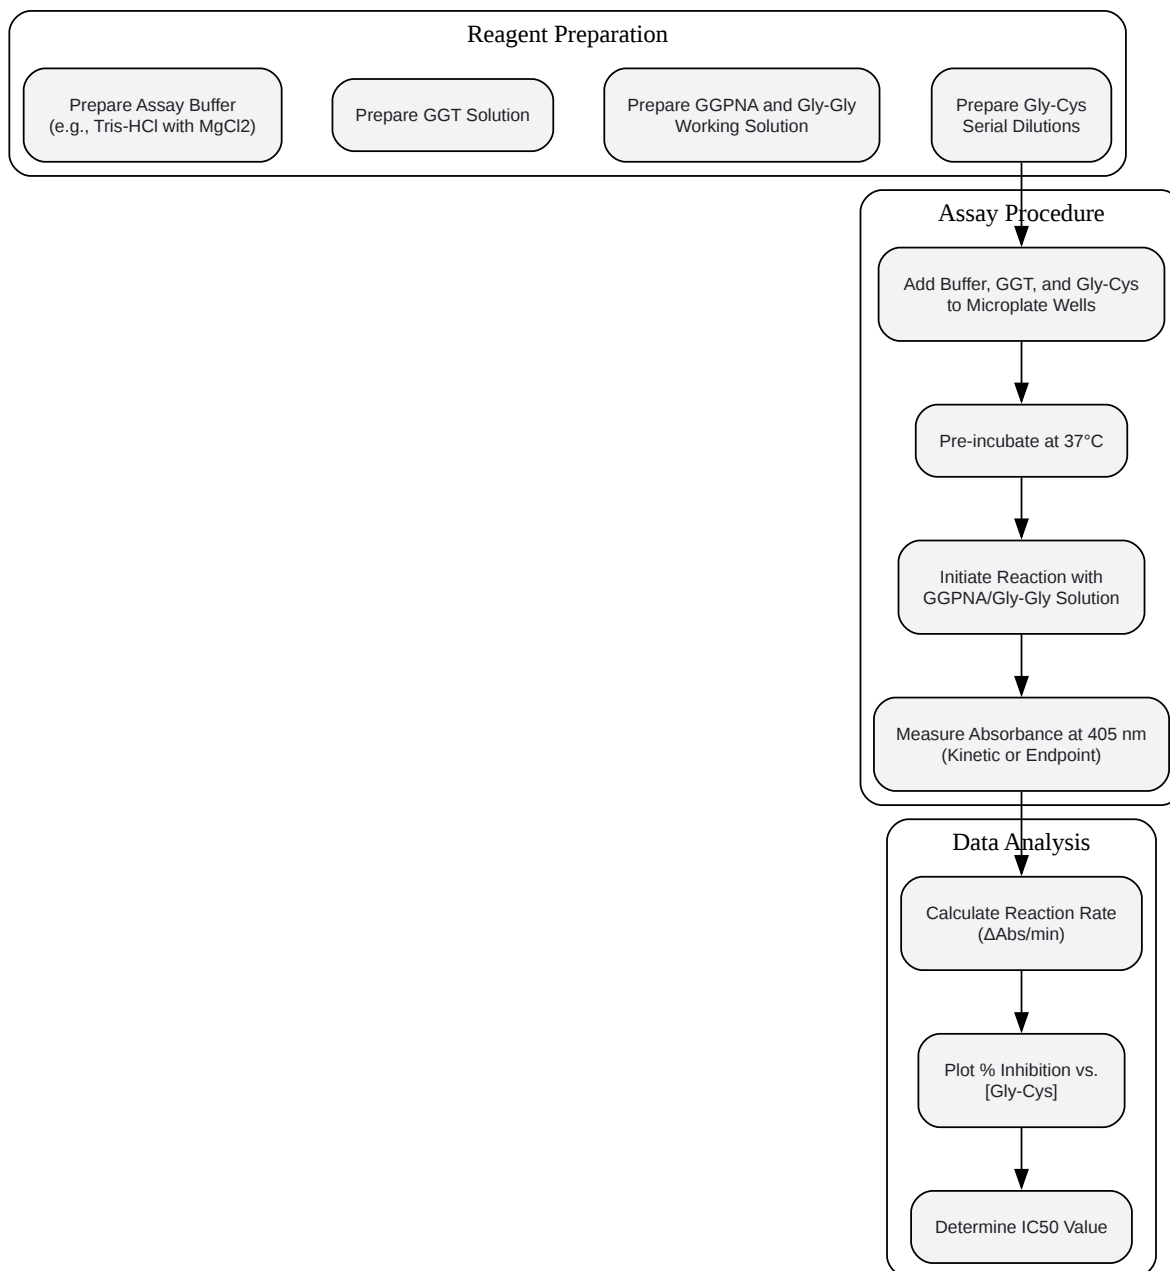 Reagent Preparation
Prepare Assay Buffer
(e.g., Tris-HCl with MgCl2)
Prepare GGT Solution
Prepare GGPNA and Gly-Gly
Working Solution
Prepare Gly-Cys
Serial Dilutions
Assay Procedure
Add Buffer, GGT, and Gly-Cys
to Microplate Wells
Pre-incubate at 37°C
Initiate Reaction with
GGPNA/Gly-Gly Solution
Measure Absorbance at 405 nm
(Kinetic or Endpoint)
Data Analysis
Calculate Reaction Rate
(ΔAbs/min)
Plot % Inhibition vs.
[Gly-Cys]
Determine IC50 Value